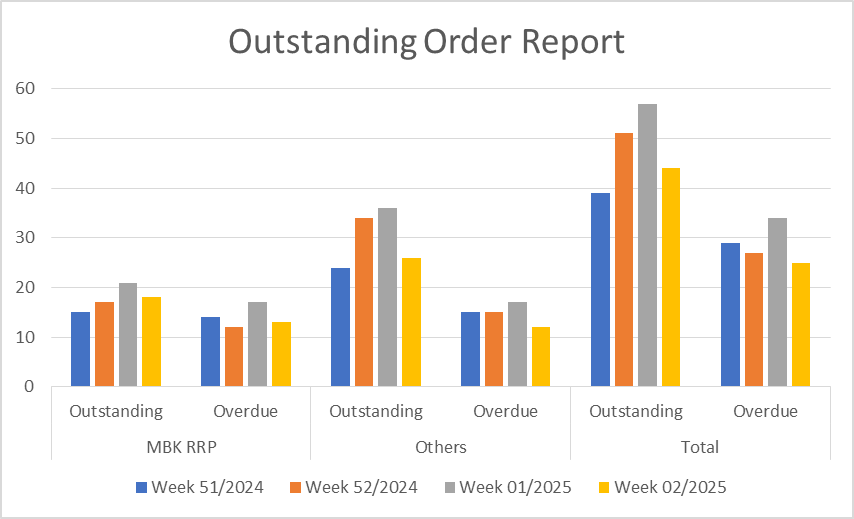 Outstanding Order Report
60
50
40
30
20
10
0
Outstanding Overdue Outstanding Overdue Outstanding Overdue
MBK RRP Others Total
Week 51/2024 Week 52/2024 Week 01/2025 Week 02/2025